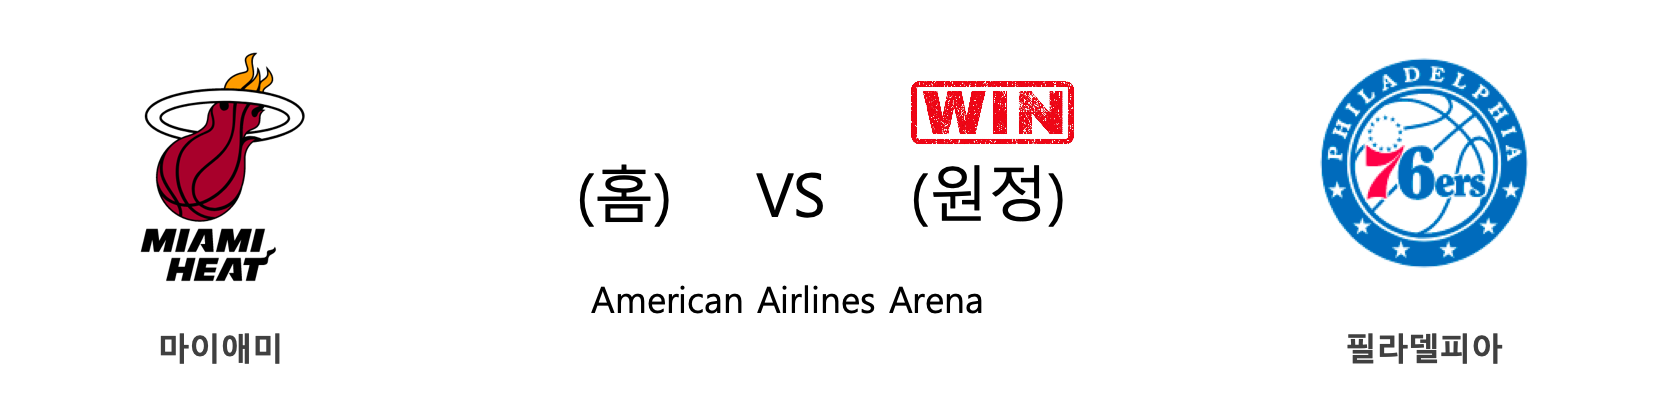 MIAMI
HEAT
마이애미
WIN
(홈) VS (원정)
American Airlines Arena
PHILADELPHIA
76ers
필라델피아